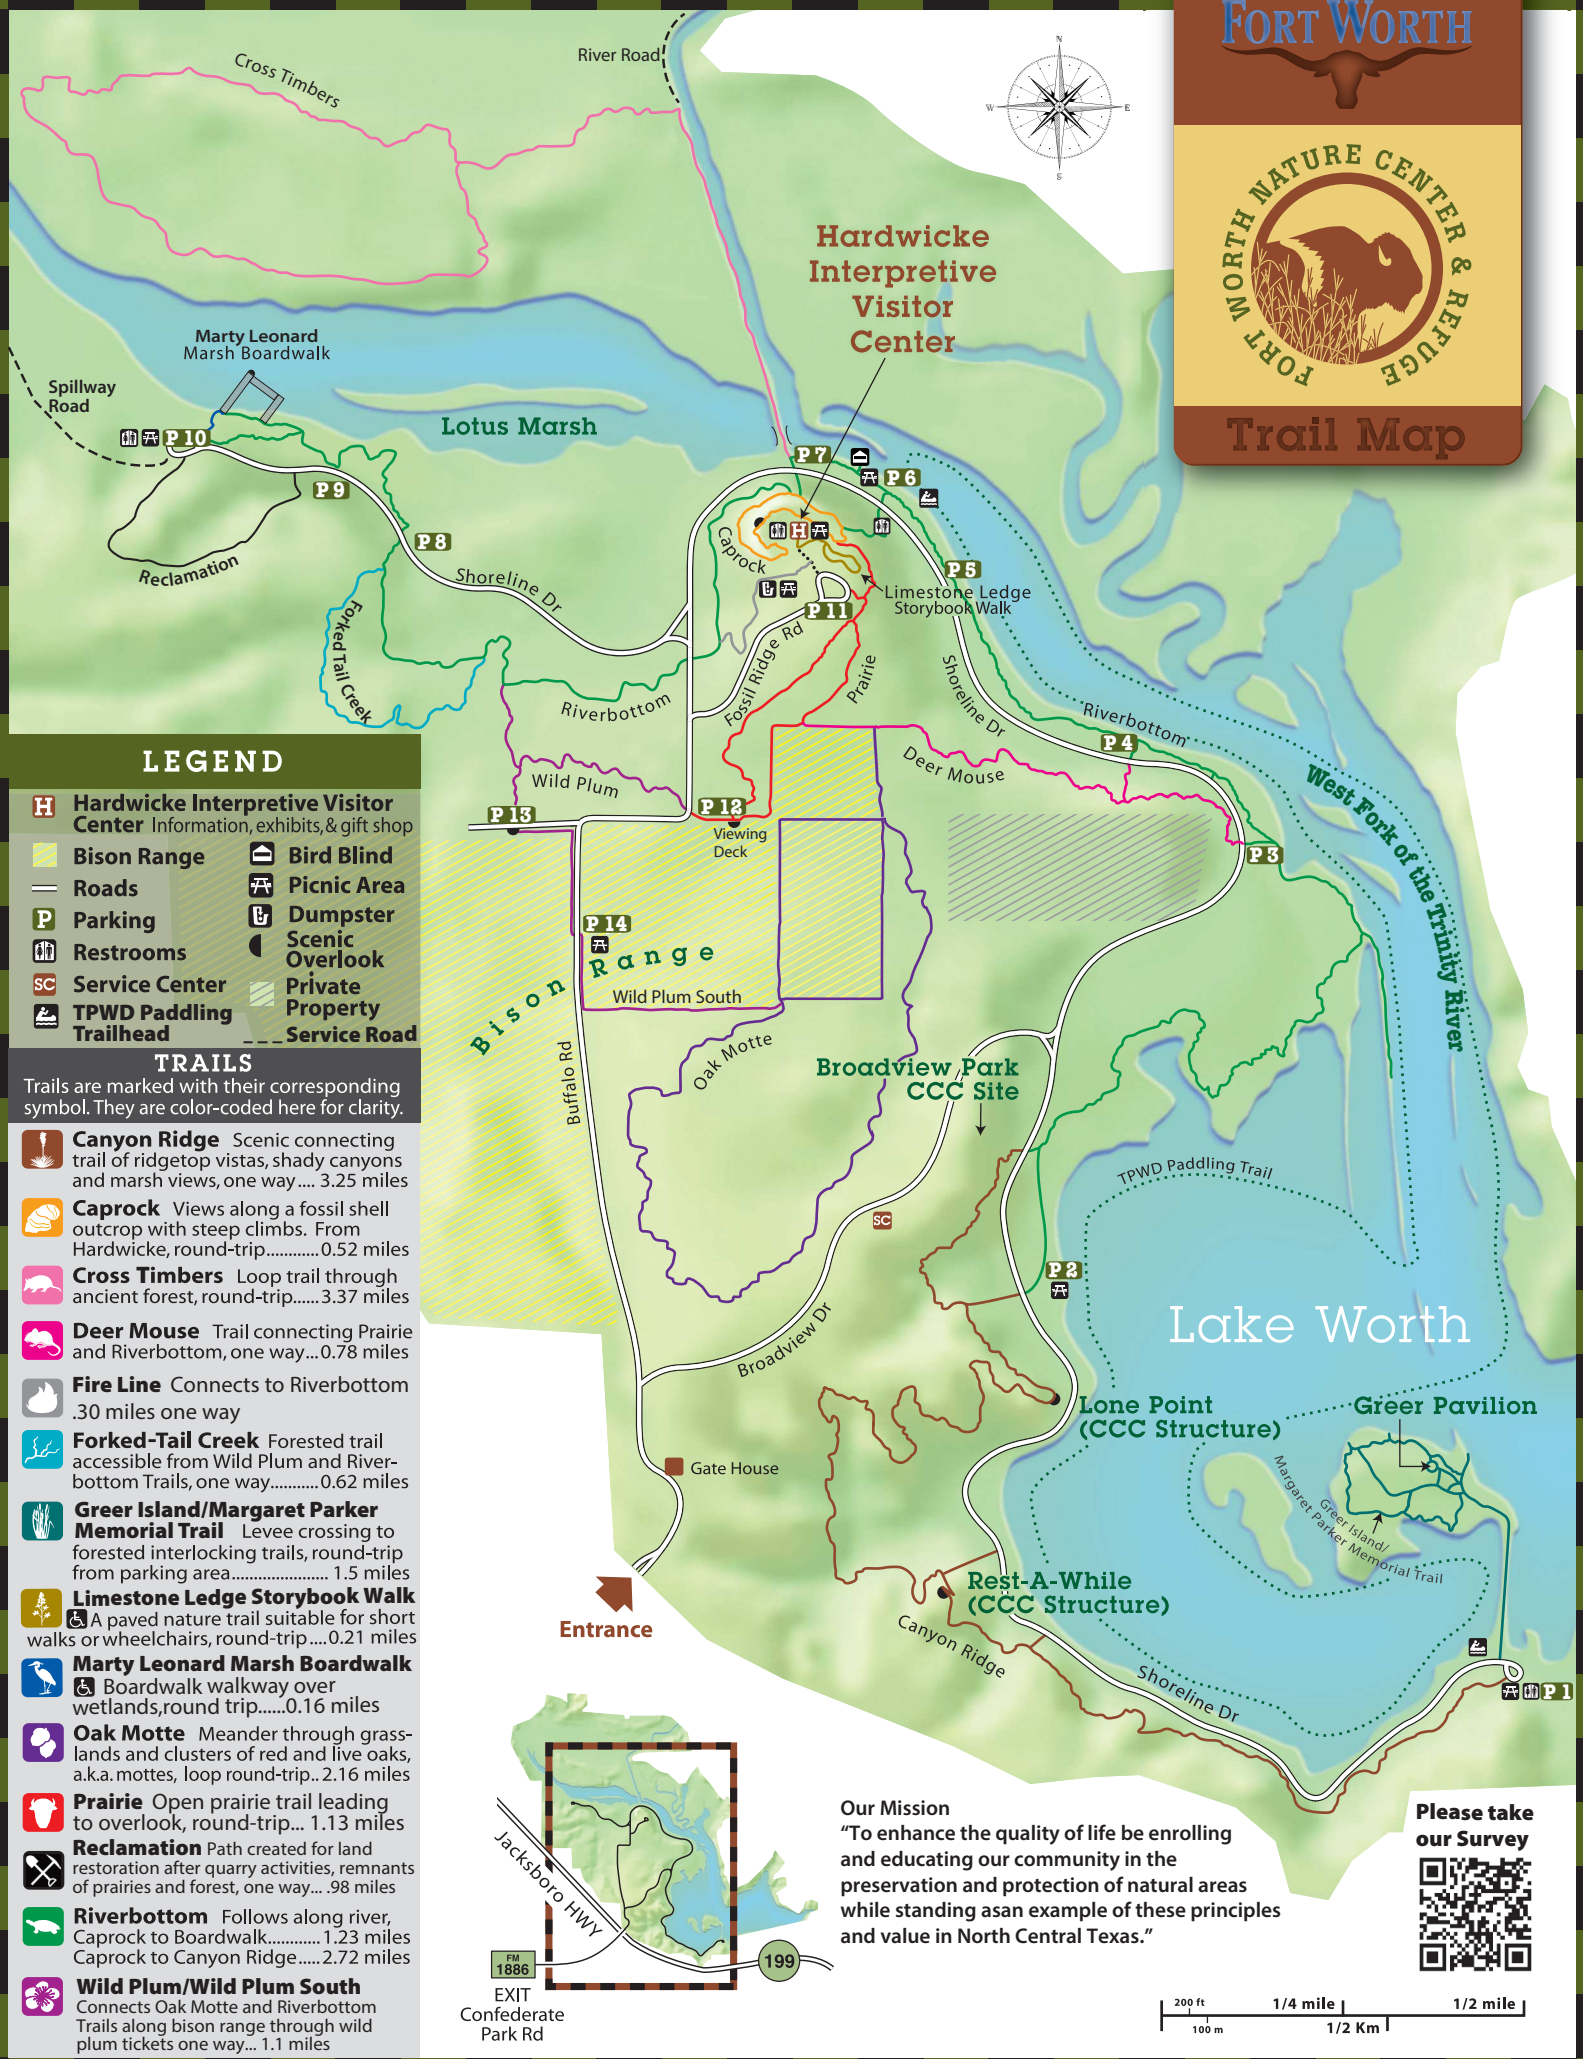 FORT WORTH
FORT WORTH NATURE CENTER & REFUGE
Trail Map
River Road
Cross Timbers
N
W
E
S
Hardwicke
Interpretive
Visitor
Center
Marty Leonard
Marsh Boardwalk
Spillway
Road
Lotus Marsh
P 10
P 9
P 8
P 7
P 6
P 5
H
Reclamation
Shoreline Dr
Caprock
Limestone Ledge
Storybook Walk
P 11
Forked Tail Creek
Fossil Ridge Rd
Prairie
Shoreline Dr
Riverbottom
Riverbottom
P 4
Deer Mouse
Wild Plum
P 13
P 12
Viewing
Deck
P 3
West Fork of the Trinity River
P 14
Bison Range
Wild Plum South
Oak Motte
Buffalo Rd
Broadview Park
CCC Site
TPWD Paddling Trail
SC
P 2
Broadview Dr
Lake Worth
Lone Point
(CCC Structure)
Greer Pavilion
Greer Island/
Margaret Parker Memorial Trail
Gate House
Entrance
Rest-A-While
(CCC Structure)
Canyon Ridge
Shoreline Dr
P 1
LEGEND
H Hardwicke Interpretive Visitor
Center Information, exhibits, & gift shop
Bison Range
Bird Blind
Roads
Picnic Area
P Parking
Dumpster
Restrooms
Scenic
Overlook
SC Service Center
Private
Property
TPWD Paddling
Trailhead
Service Road
TRAILS
Trails are marked with their corresponding
symbol. They are color-coded here for clarity.
Canyon Ridge Scenic connecting
trail of ridgetop vistas, shady canyons
and marsh views, one way .... 3.25 miles
Caprock Views along a fossil shell
outcrop with steep climbs. From
Hardwicke, round-trip............0.52 miles
Cross Timbers Loop trail through
ancient forest, round-trip......3.37 miles
Deer Mouse Trail connecting Prairie
and Riverbottom, one way...0.78 miles
Fire Line Connects to Riverbottom
.30 miles one way
Forked-Tail Creek Forested trail
accessible from Wild Plum and River-
bottom Trails, one way...........0.62 miles
Greer Island/Margaret Parker
Memorial Trail Levee crossing to
forested interlocking trails, round-trip
from parking area...................... 1.5 miles
Limestone Ledge Storybook Walk
A paved nature trail suitable for short
walks or wheelchairs, round-trip ....0.21 miles
Marty Leonard Marsh Boardwalk
Boardwalk walkway over
wetlands,round trip......0.16 miles
Oak Motte Meander through grass-
lands and clusters of red and live oaks,
a.k.a. mottes, loop round-trip.. 2.16 miles
Prairie Open prairie trail leading
to overlook, round-trip... 1.13 miles
Reclamation Path created for land
restoration after quarry activities, remnants
of prairies and forest, one way... .98 miles
Riverbottom Follows along river,
Caprock to Boardwalk............1.23 miles
Caprock to Canyon Ridge.....2.72 miles
Wild Plum/Wild Plum South
Connects Oak Motte and Riverbottom
Trails along bison range through wild
plum tickets one way... 1.1 miles
Jacksboro HWY
FM
1886
EXIT
Confederate
Park Rd
199
Our Mission
“To enhance the quality of life be enrolling
and educating our community in the
preservation and protection of natural areas
while standing asan example of these principles
and value in North Central Texas.”
Please take
our Survey
200 ft
1/4 mile
1/2 mile
100 m
1/2 Km